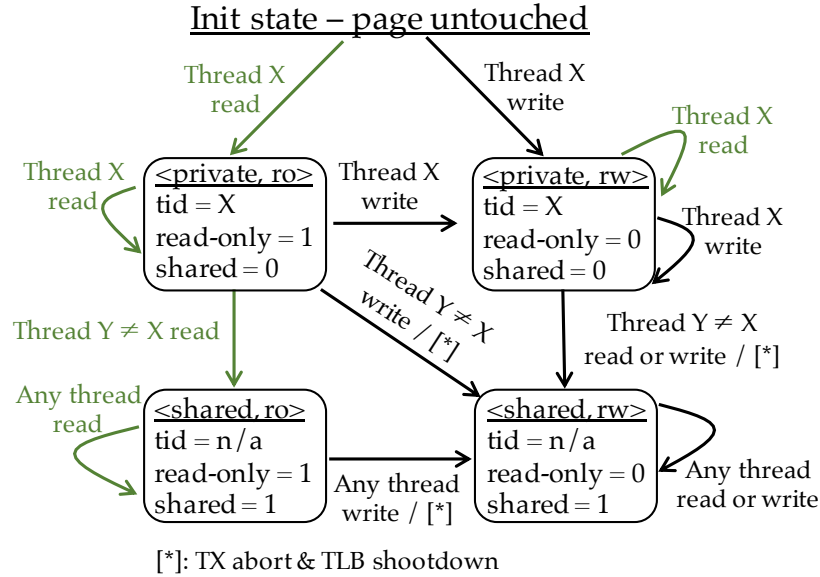 Init state – page untouched
Thread X
read
Thread X
write
Thread X
read
Thread X
read
<private, ro>
tid = X
read-only = 1
shared = 0
Thread X
write
<private, rw>
tid = X
read-only = 0
shared = 0
Thread X
write
Thread Y ≠ X read
Thread Y ≠ X
write / [*]
Thread Y ≠ X
read or write / [*]
Any thread
read
<shared, ro>
tid = n/a
read-only = 1
shared = 1
Any thread
write / [*]
<shared, rw>
tid = n/a
read-only = 0
shared = 1
Any thread
read or write
[*]: TX abort & TLB shootdown